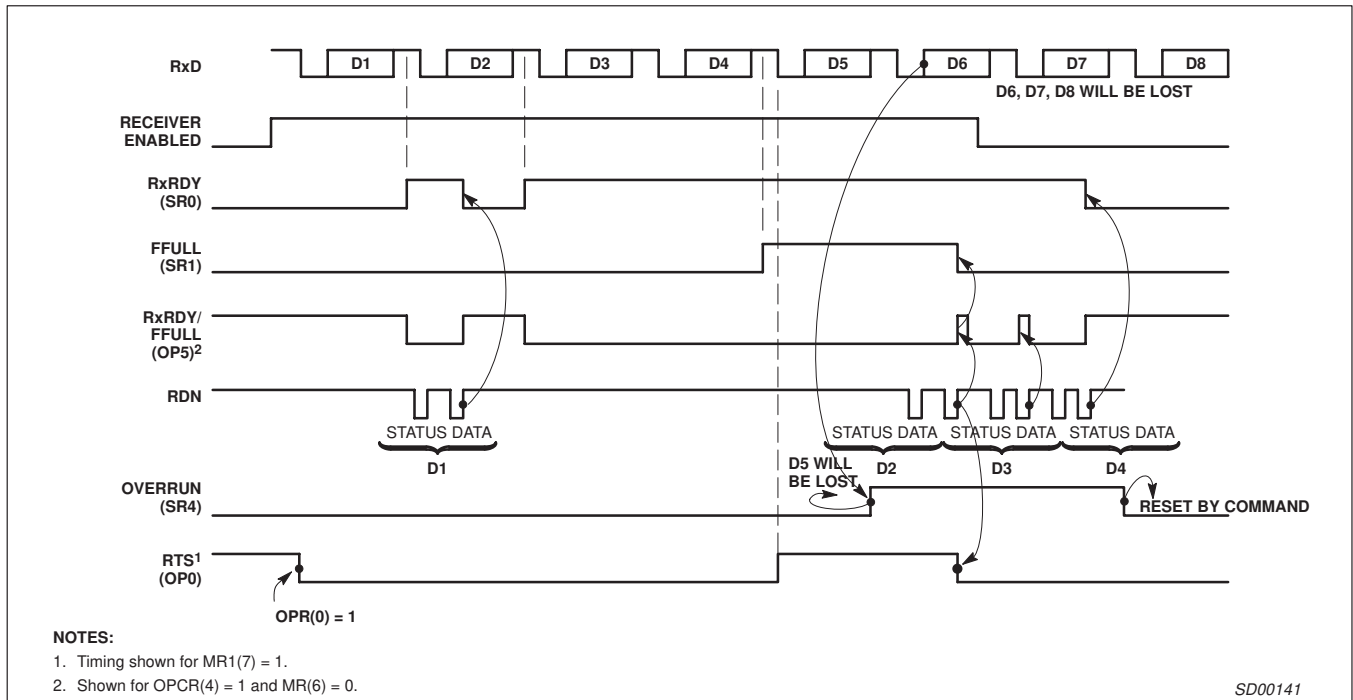 RxD
D1 D2 D3 D4 D5 D6 D7 D8
D6, D7, D8 WILL BE LOST
RECEIVER
ENABLED
RxRDY
(SR0)
FFULL
(SR1)
RxRDY/
FFULL
(OP5)2
RDN
STATUS DATA STATUS DATA STATUS DATA STATUS DATA
D1 D2 D3 D4
D5 WILL
BE LOST
OVERRUN
(SR4)
RESET BY COMMAND
RTS1
(OP0)
OPR(0) = 1
NOTES:
1. Timing shown for MR1(7) = 1.
2. Shown for OPCR(4) = 1 and MR(6) = 0.
SD00141